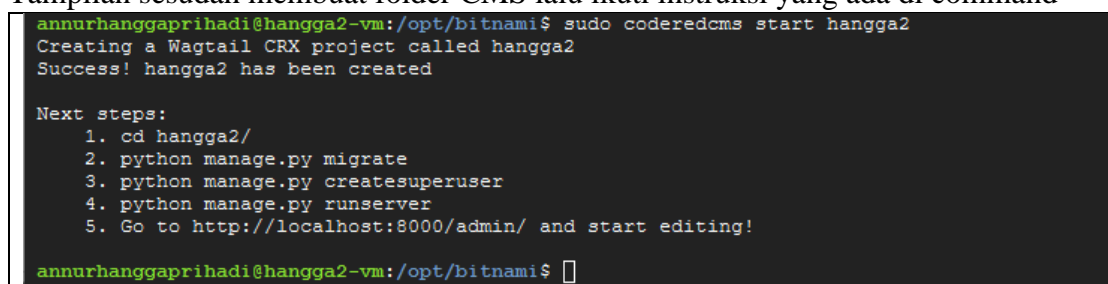 Tampilan sesudah membuat folder CMS lalu ikuti instruksi yang ada di command
annurhanggaprihadi@hangga2-vm:/opt/bitnami$ sudo coderedcms start hangga2
Creating a Wagtail CRX project called hangga2
Success! hangga2 has been created
Next steps:
1. cd hangga2/
2. python manage.py migrate
3. python manage.py createsuperuser
4. python manage.py runserver
5. Go to http://localhost:8000/admin/ and start editing!
annurhanggaprihadi@hangga2-vm:/opt/bitnami$